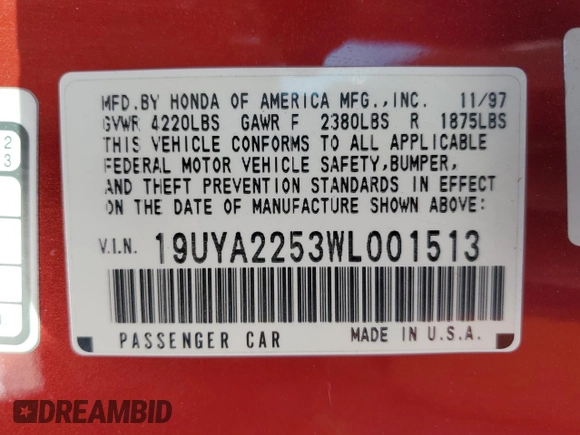 MFD.BY HONDA OF AMERICA MFG.,INC. 11/97
GVWR 4220LBS GAWR F 2380LBS R 1875LBS
THIS VEHICLE CONFORMS TO ALL APPLICABLE
FEDERAL MOTOR VEHICLE SAFETY,BUMPER,
AND THEFT PREVENTION STANDARDS IN EFFECT
ON THE DATE OF MANUFACTURE SHOWN ABOVE:
V.I.N. 19UYA2253WL001513
PASSENGER CAR MADE IN U.S.A.
2
3
DREAMBID